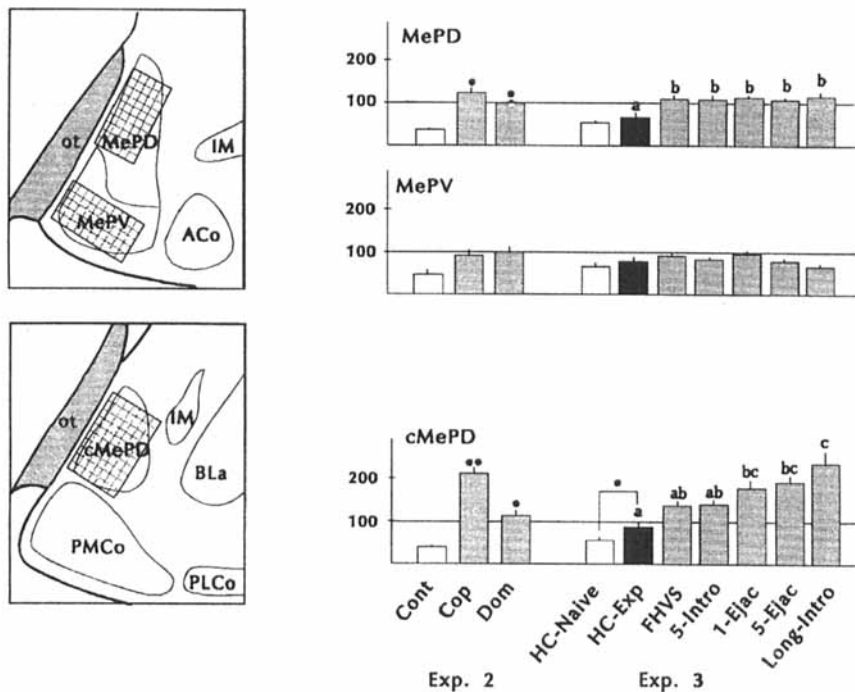 ot
MePD
IM
MePV
ACo
ot
cMePD
IM
BLa
PMCo
PLCo
MePD
200
100
• •
a b b b b b
MePV
200
100
cMePD
200
100
•• • • a ab ab bc bc c
Cont Cop Dom HC-Naive HC-Exp FHVS 5-Intro 1-Ejac 5-Ejac Long-Intro
Exp. 2 Exp. 3